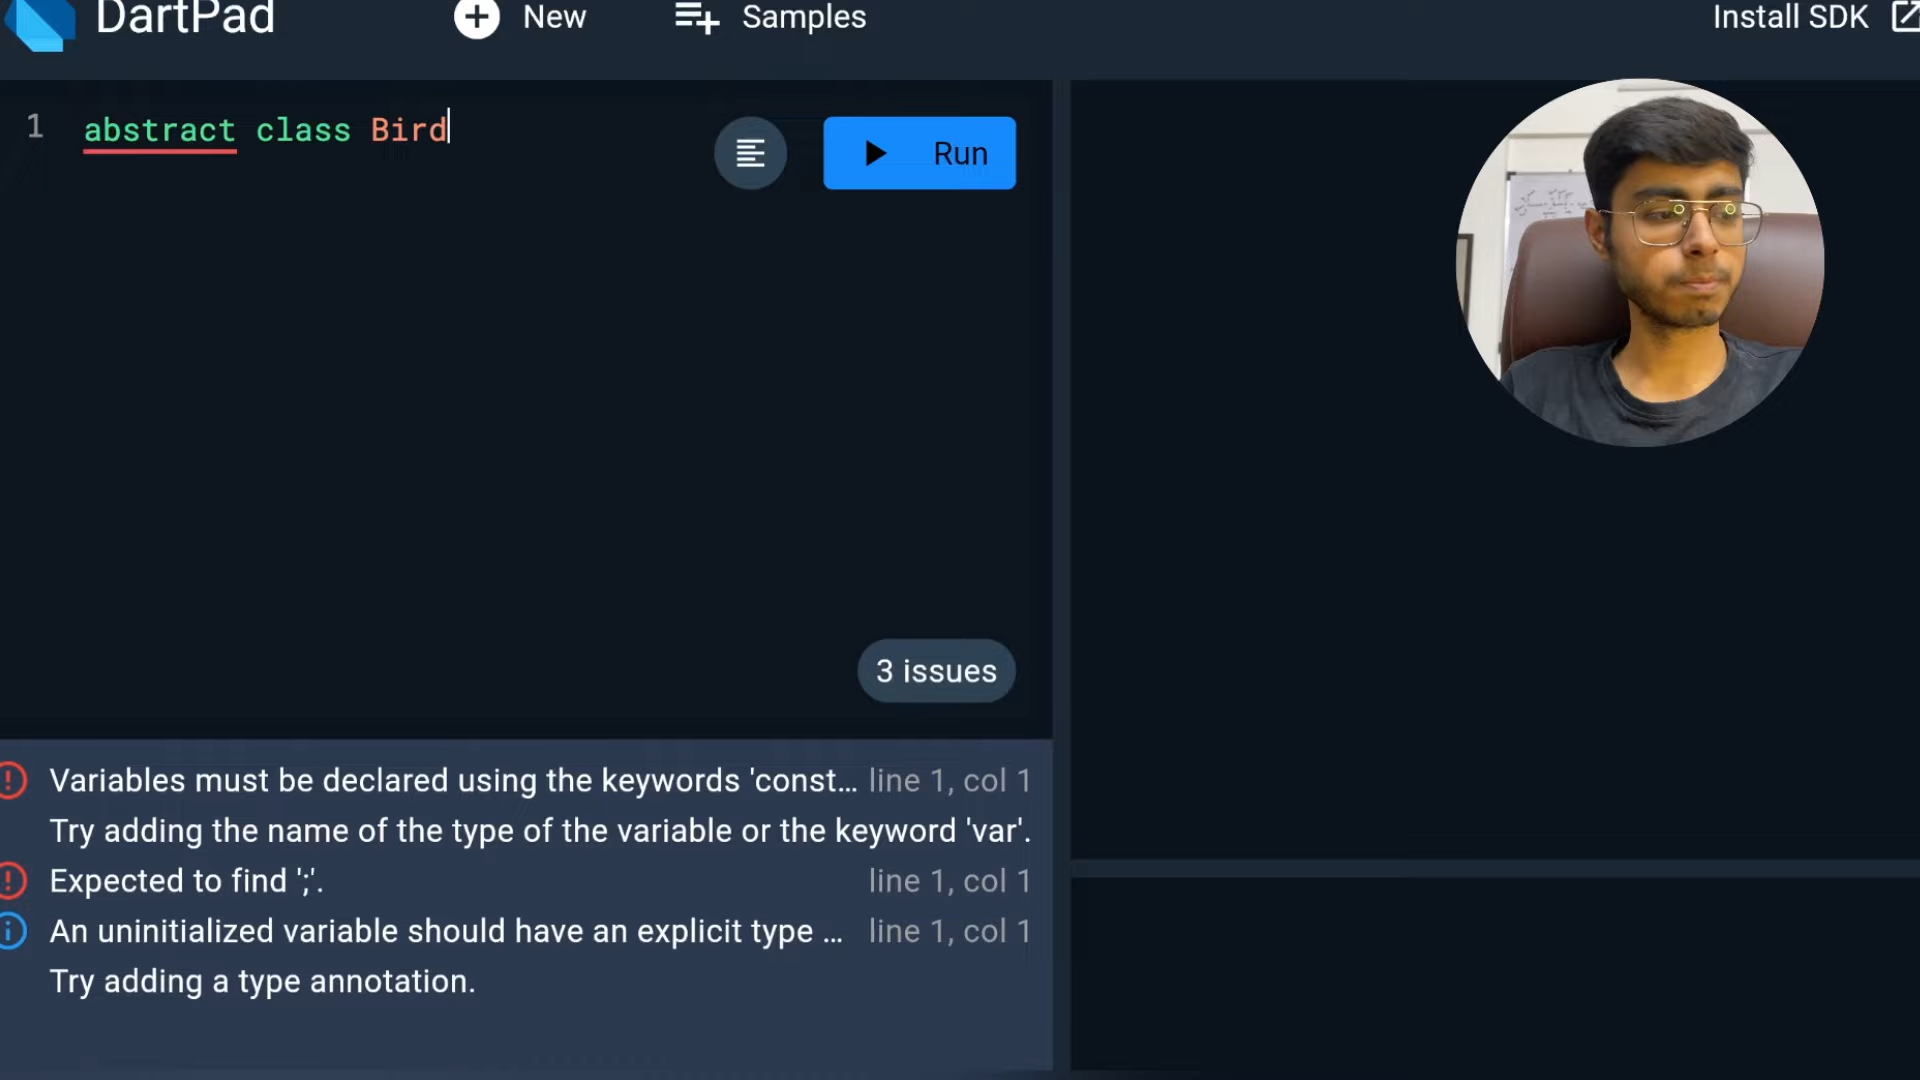 DartPad
New
Samples
Install SDK
1 abstract class Bird
Run
3 issues
Variables must be declared using the keywords 'const... line 1, col 1
Try adding the name of the type of the variable or the keyword 'var'.
Expected to find ';'. line 1, col 1
An uninitialized variable should have an explicit type ... line 1, col 1
Try adding a type annotation.